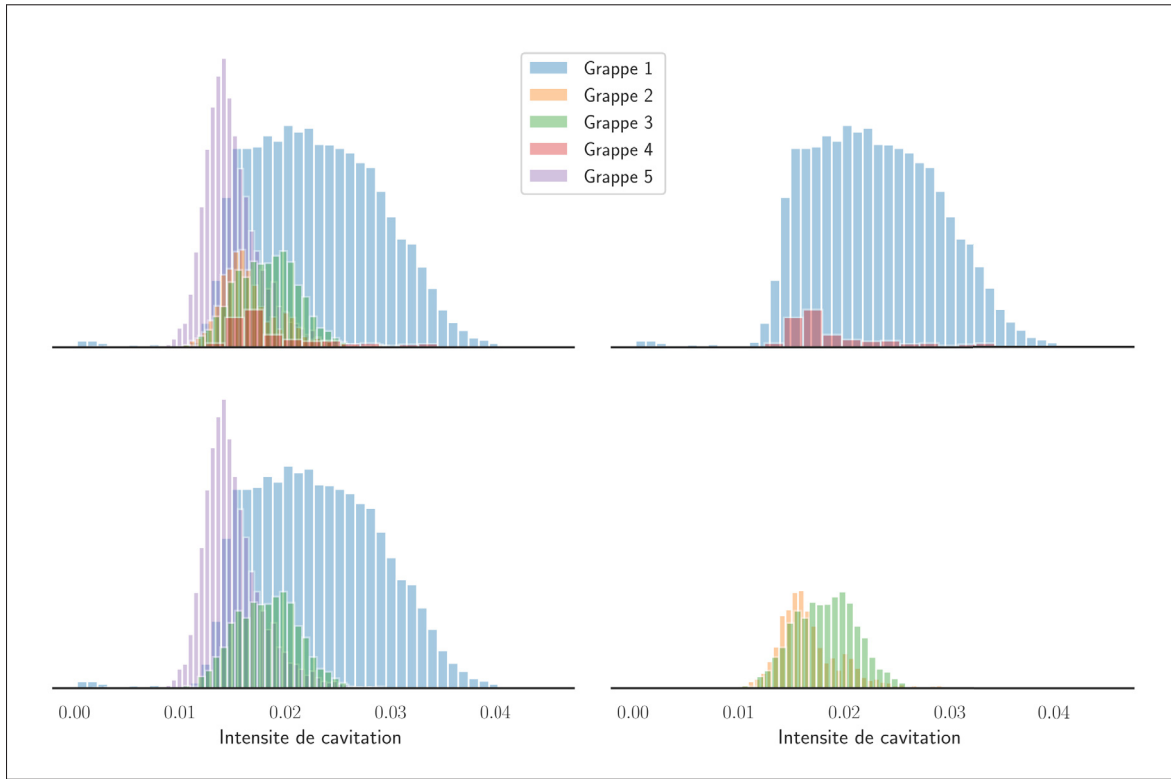 Grappe 1
Grappe 2
Grappe 3
Grappe 4
Grappe 5
0.00 0.01 0.02 0.03 0.04
Intensite de cavitation
0.00 0.01 0.02 0.03 0.04
Intensite de cavitation